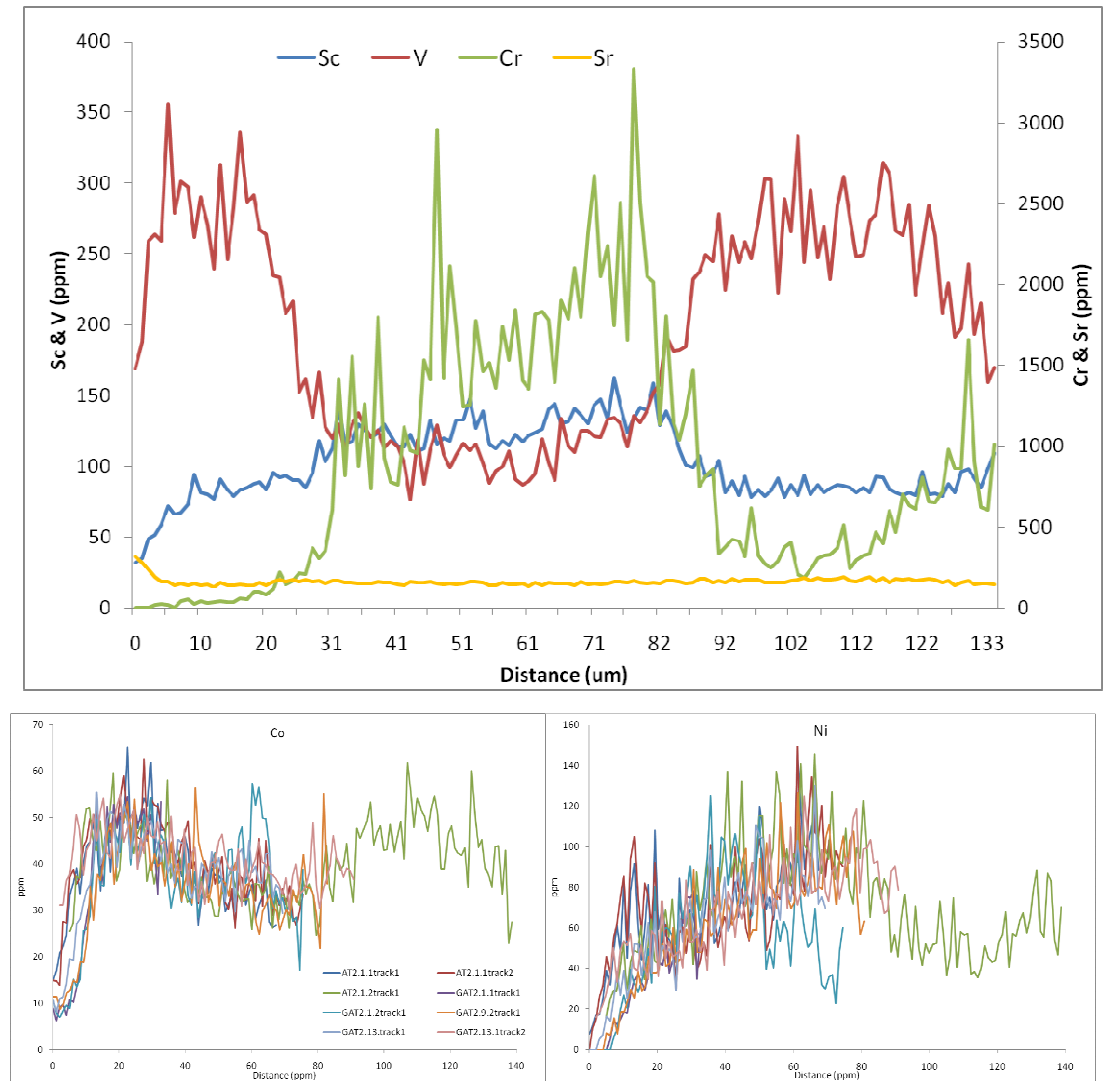 Sc V Cr Sr
400 3500
350 3000
300 2500
250 2000
200 1500
150 1000
100 500
50 0
0
Sc & V (ppm)
Cr & Sr (ppm)
0 10 20 31 41 51 61 71 82 92 102 112 122 133
Distance (um)
Co
70
60
50
40
30
20
10
0
ppm
AT2.1.1track1 AT2.1.1track2
AT2.1.2track1 GAT2.1.1track1
GAT2.1.2track1 GAT2.9.2track1
GAT2.13.track1 GAT2.13.1track2
0 20 40 60 80 100 120 140
Distance (ppm)
Ni
160
140
120
100
80
60
40
20
0
ppm
0 20 40 60 80 100 120 140
Distance (ppm)